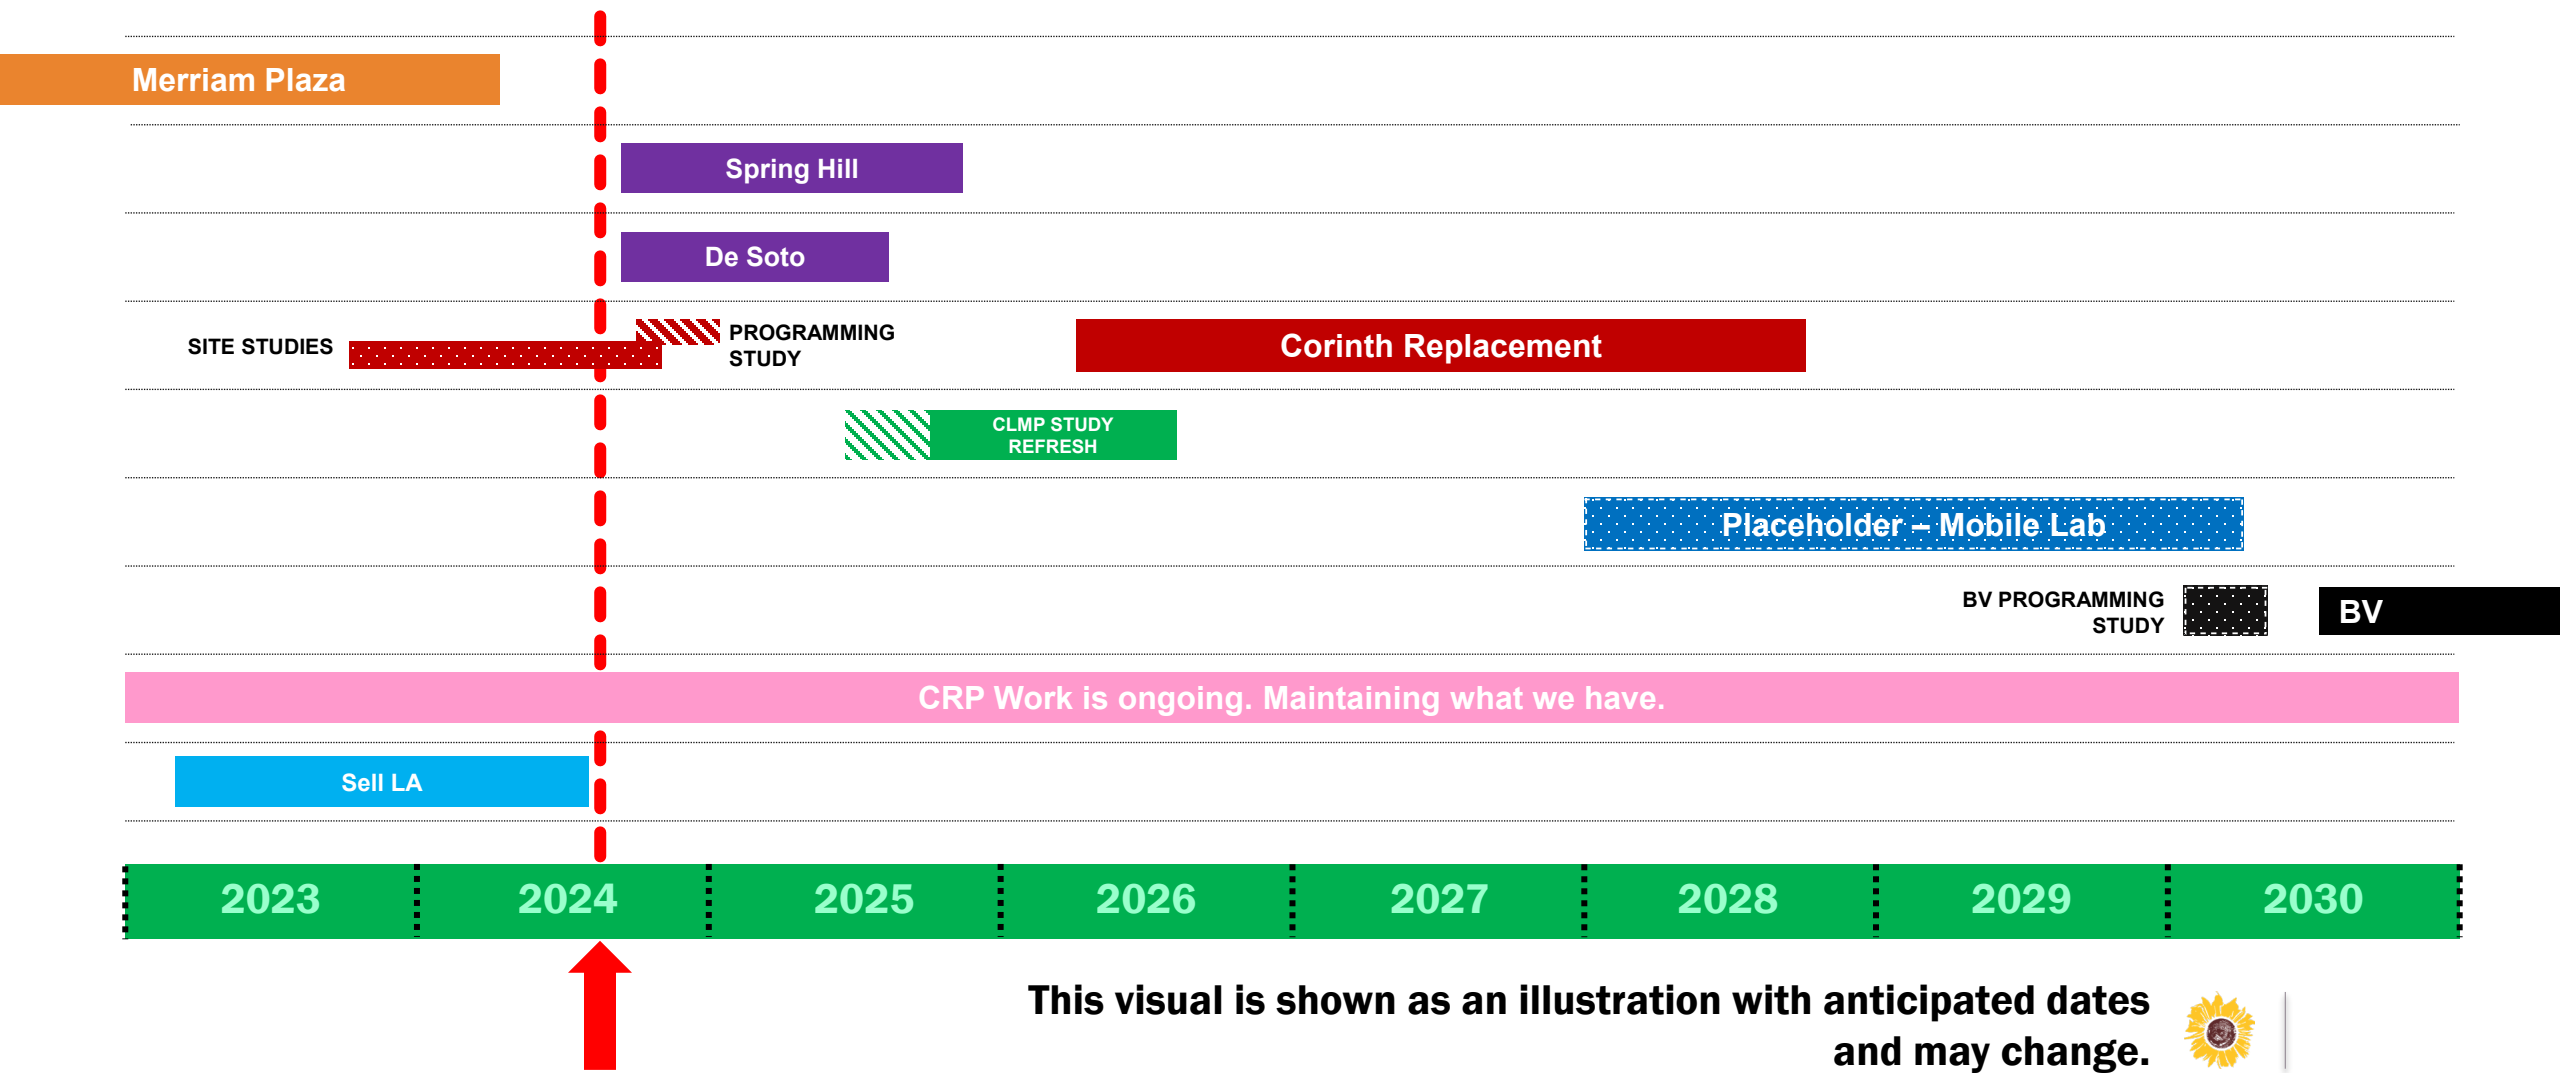 Merriam Plaza
Spring Hill
De Soto
SITE STUDIES
PROGRAMMING
STUDY
Corinth Replacement
CLMP STUDY
REFRESH
Placeholder – Mobile Lab
BV PROGRAMMING
STUDY
BV
CRP Work is ongoing. Maintaining what we have.
Sell LA
2023 2024 2025 2026 2027 2028 2029 2030
This visual is shown as an illustration with anticipated dates
and may change.